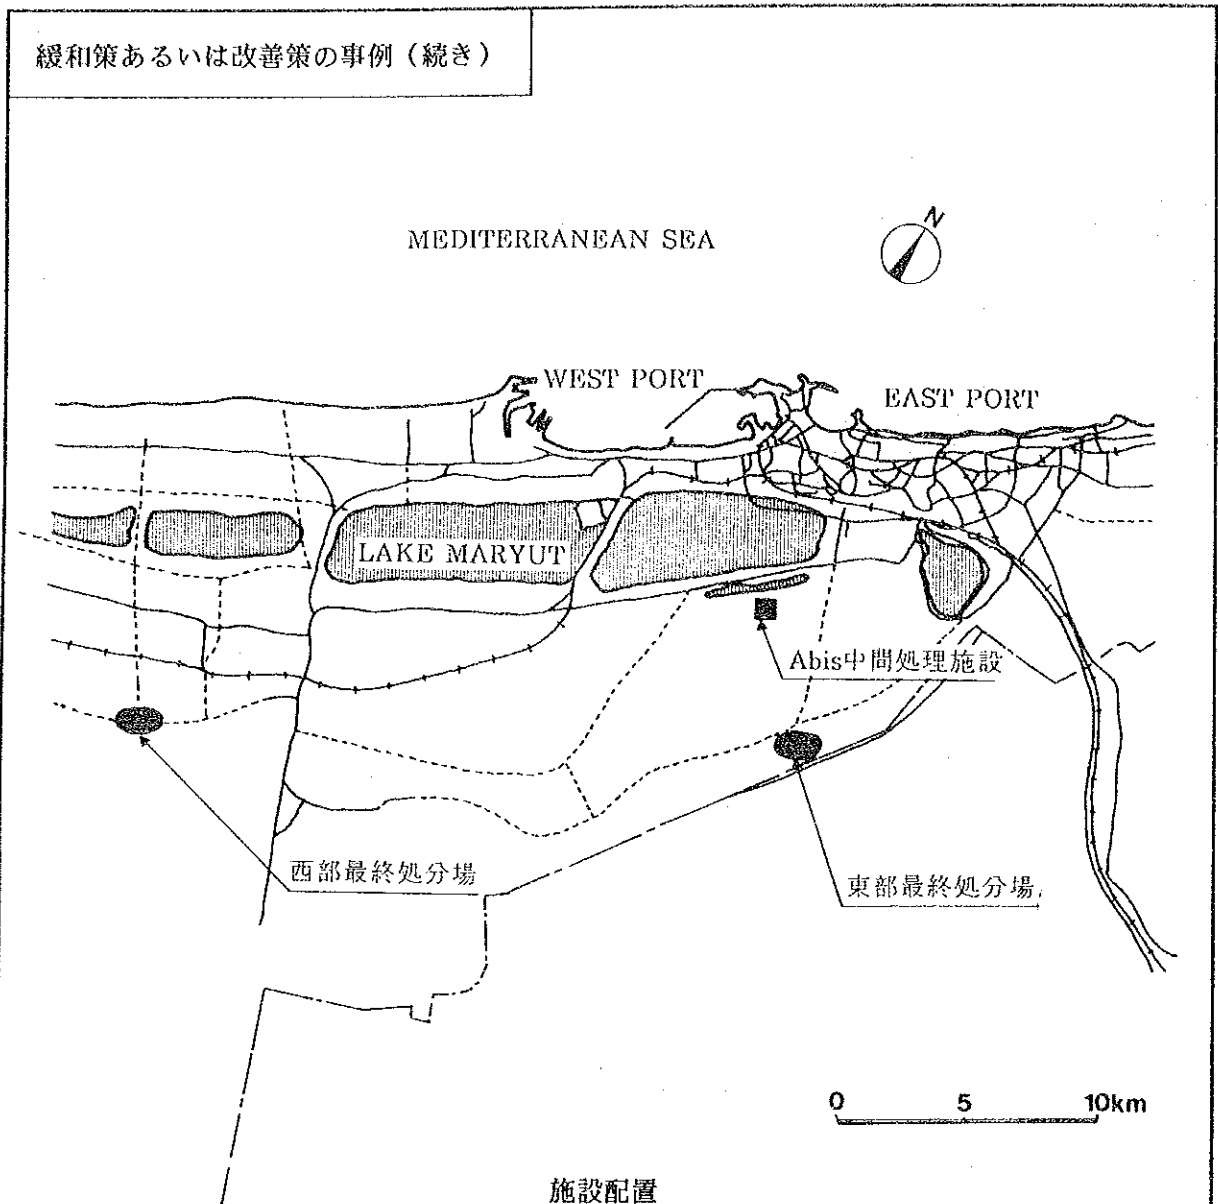 緩和策あるいは改善策の事例（続き）
N
MEDITERRANEAN SEA
WEST PORT
EAST PORT
LAKE MARYUT
Abis中間処理施設
西部最終処分場
東部最終処分場
0 5 10km
施設配置